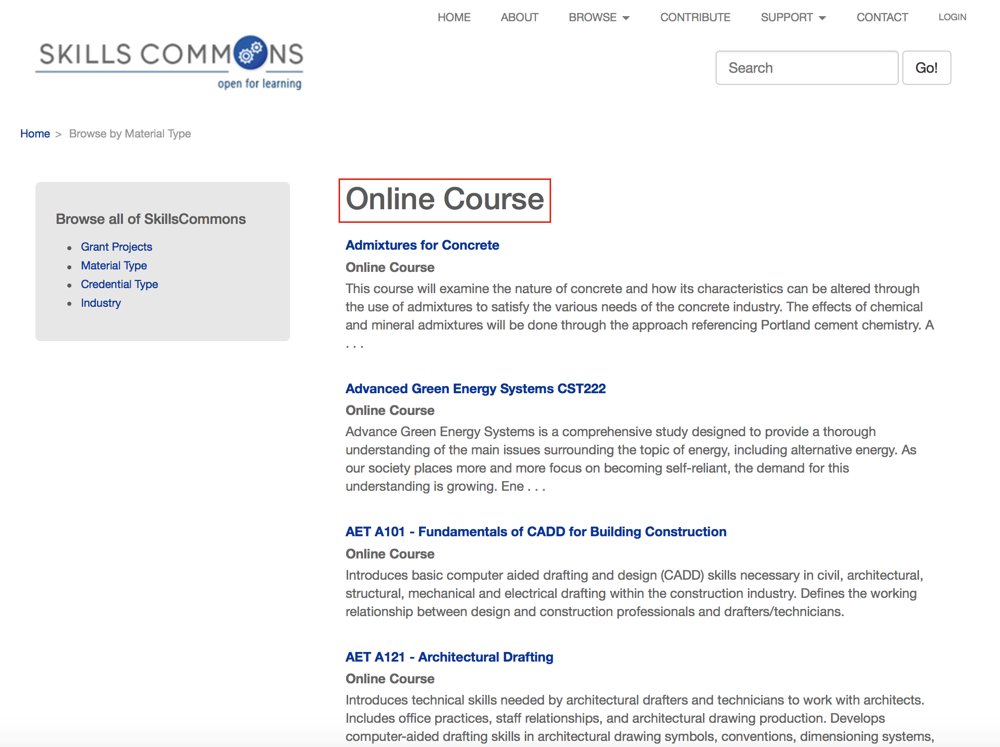 HOME ABOUT BROWSE CONTRIBUTE SUPPORT CONTACT LOGIN
SKILLS COMMONS
open for learning
Search Go!
Home > Browse by Material Type
Browse all of SkillsCommons
Grant Projects
Material Type
Credential Type
Industry
Online Course
Admixtures for Concrete
Online Course
This course will examine the nature of concrete and how its characteristics can be altered through
the use of admixtures to satisfy the various needs of the concrete industry. The effects of chemical
and mineral admixtures will be done through the approach referencing Portland cement chemistry. A
. . .
Advanced Green Energy Systems CST222
Online Course
Advance Green Energy Systems is a comprehensive study designed to provide a thorough
understanding of the main issues surrounding the topic of energy, including alternative energy. As
our society places more and more focus on becoming self-reliant, the demand for this
understanding is growing. Ene . . .
AET A101 - Fundamentals of CADD for Building Construction
Online Course
Introduces basic computer aided drafting and design (CADD) skills necessary in civil, architectural,
structural, mechanical and electrical drafting within the construction industry. Defines the working
relationship between design and construction professionals and drafters/technicians.
AET A121 - Architectural Drafting
Online Course
Introduces technical skills needed by architectural drafters and technicians to work with architects.
Includes office practices, staff relationships, and architectural drawing production. Develops
computer-aided drafting skills in architectural drawing symbols, conventions, dimensioning systems,